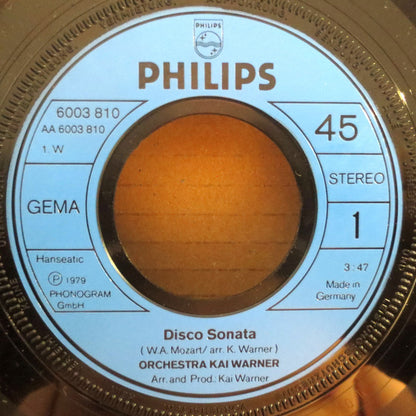 PHILIPS
PHILIPS
6003 810
AA 6003 810
1. W
45
STEREO
GEMA
1
Hanseatic
Ⓟ 1979
PHONOGRAM
GmbH
3:47
Made in
Germany
Disco Sonata
(W.A. Mozart/arr. K. Warner)
ORCHESTRA KAI WARNER
Arr. and Prod: Kai Warner